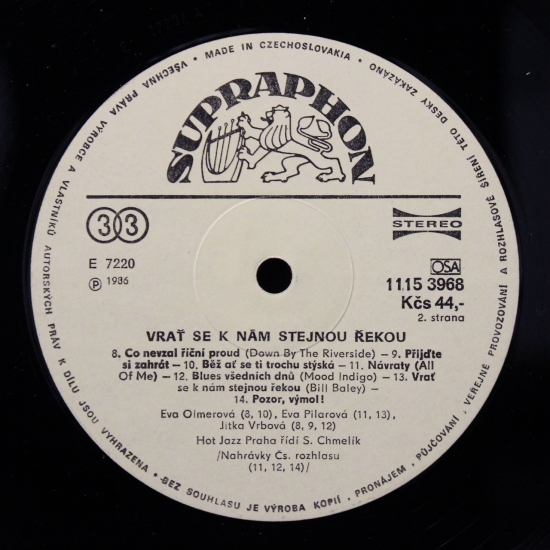 VŠECHNA PRÁVA VÝROBCE A VLASTNÍKŮ AUTORSKÝCH PRÁV K DÍLU JSOU VYHRAZENA • BEZ SOUHLASU JE VÝROBA KOPIÍ, PRONÁJEM, PŮJČOVÁNÍ, VEŘEJNÉ PROVOZOVÁNÍ A ROZHLASOVÉ ŠÍŘENÍ TÉTO DESKY ZAKÁZÁNO • MADE IN CZECHOSLOVAKIA •
SUPRAPHON
33
STEREO
E 7220
Ⓟ 1986
OSA
11 15 3968
Kčs 44,-
2. strana
VRAŤ SE K NÁM STEJNOU ŘEKOU
8. Co nevzal říční proud (Down By The Riverside) – 9. Přijďte
si zahrát – 10. Běž ať se ti trochu stýská – 11. Návraty (All
Of Me) – 12. Blues všedních dnů (Mood Indigo) – 13. Vrať
se k nám stejnou řekou (Bill Baley) –
14. Pozor, výmol!
Eva Olmerová (8, 10), Eva Pilarová (11, 13),
Jitka Vrbová (8, 9, 12)
Hot Jazz Praha řídí S. Chmelík
/Nahrávky Čs. rozhlasu
(11, 12, 14)/